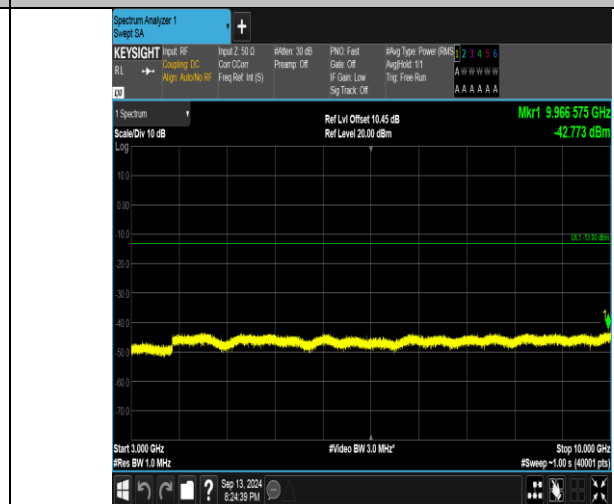 Spectrum Analyzer 1
Swept SA
+
KEYSIGHT Input: RF Input Z: 50 Ω #Atten: 30 dB PNO: Fast #Avg Type: Power (RMS 1 2 3 4 5 6
RL Coupling: DC Corr CCorr Preamp: Off Gate: Off Avg|Hold: 1/1 A W W W W W
Align: Auto/No RF Freq Ref: Int (S) IF Gain: Low Trig: Free Run
LXI Sig Track: Off A A A A A A
1 Spectrum Ref Lvl Offset 10.45 dB Mkr1 9.966 575 GHz
Scale/Div 10 dB Ref Level 20.00 dBm -42.773 dBm
Log
10.0
0.00
-10.0
DL1 -13.00 dBm
-20.0
-30.0
-40.0
1
-50.0
-60.0
-70.0
Start 3.000 GHz #Video BW 3.0 MHz* Stop 10.000 GHz
#Res BW 1.0 MHz #Sweep ~1.00 s (40001 pts)
? Sep 13, 2024
8:24:39 PM